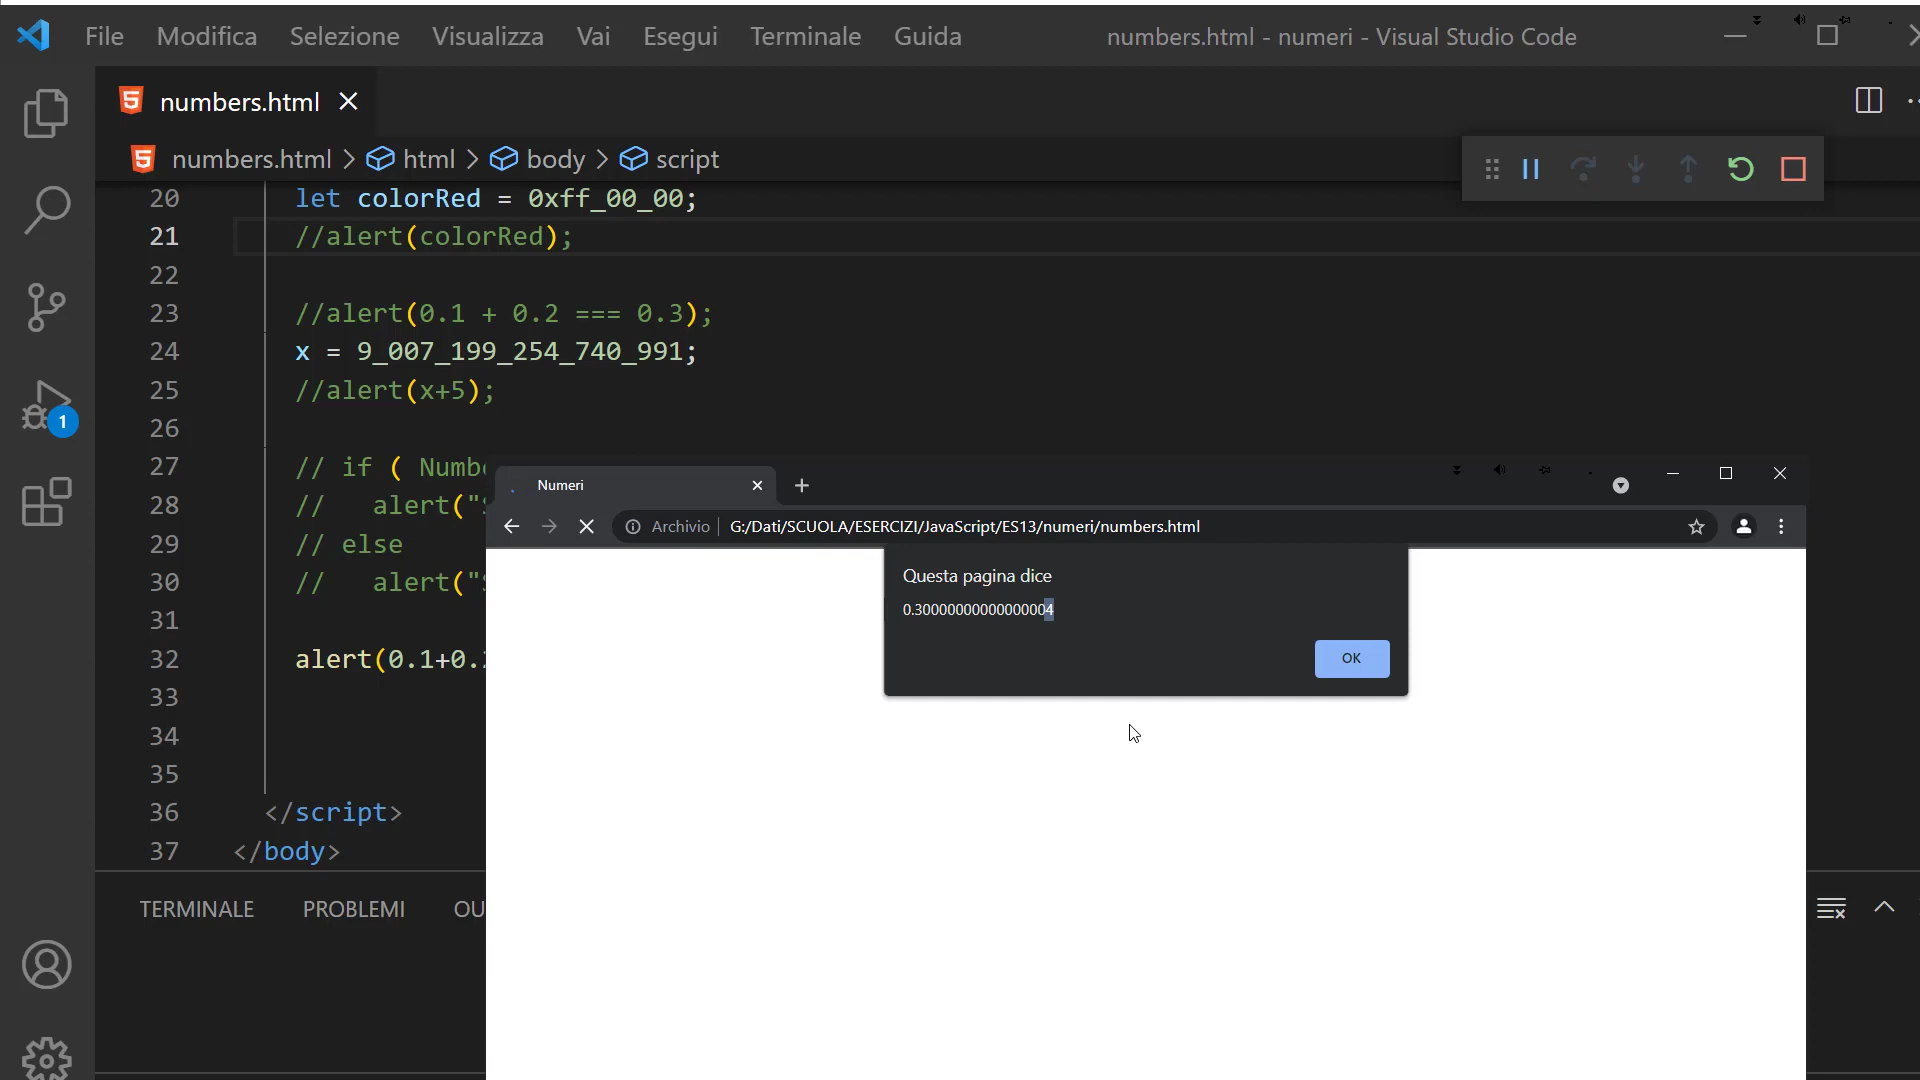 File Modifica Selezione Visualizza Vai Esegui Terminale Guida numbers.html - numeri - Visual Studio Code
numbers.html
numbers.html > html > body > script
20 let colorRed = 0xff_00_00;
21 //alert(colorRed);
22
23 //alert(0.1 + 0.2 === 0.3);
24 x = 9_007_199_254_740_991;
25 //alert(x+5);
26
27 // if ( Numbe
28 // alert("
29 // else
30 // alert("
31
32 alert(0.1+0.2
33
34
35
36 </script>
37 </body>
1
Numeri
Archivio G:/Dati/SCUOLA/ESERCIZI/JavaScript/ES13/numeri/numbers.html
Questa pagina dice
0.30000000000000004
OK
TERMINALE PROBLEMI OU